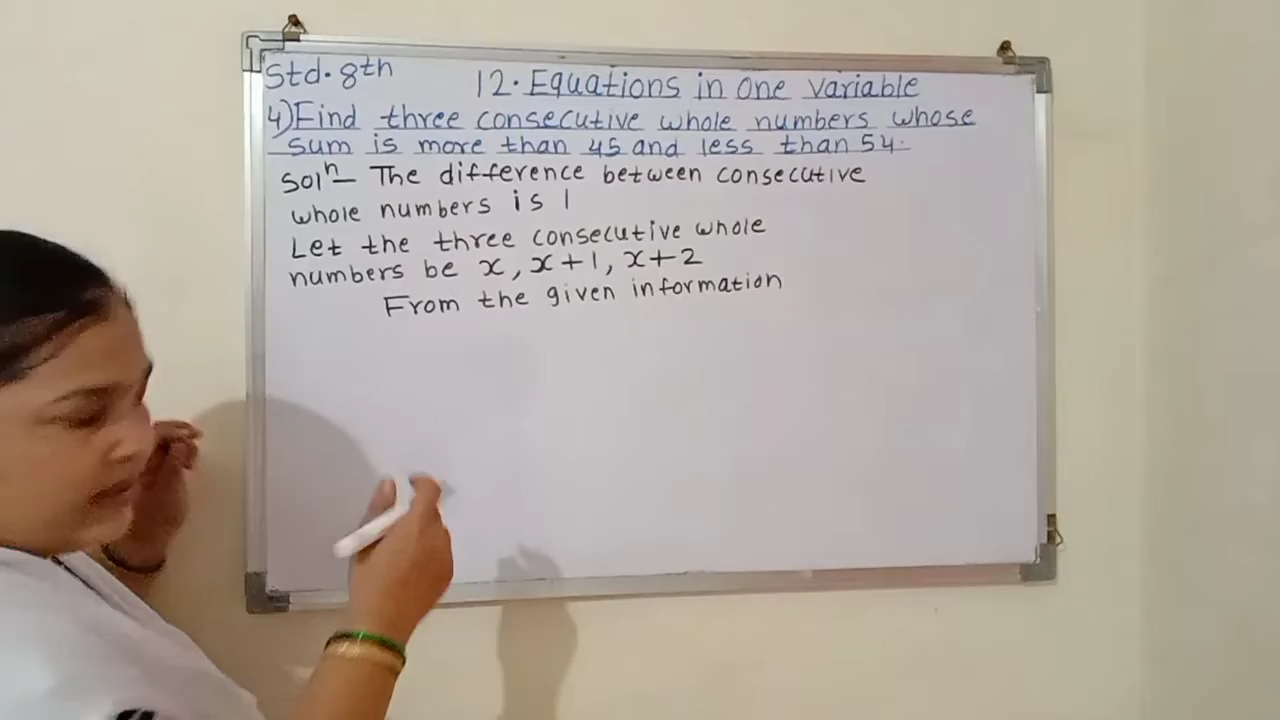 Std. 8th
12. Equations in one variable
4) Find three consecutive whole numbers whose
sum is more than 45 and less than 54.
Solⁿ- The difference between consecutive
whole numbers is 1
Let the three consecutive whole
numbers be x, x+1, x+2
From the given information